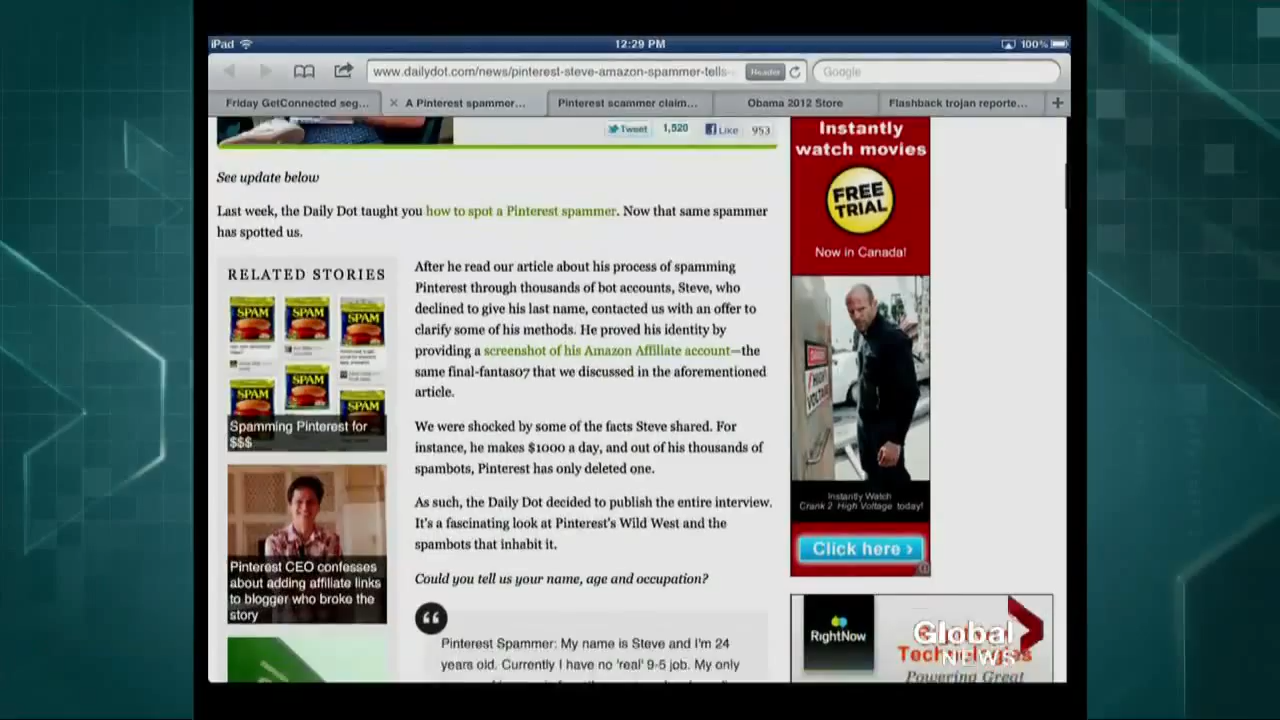 iPad
12:29 PM
100%
www.dailydot.com/news/pinterest-steve-amazon-spammer-tells-
Reader
Google
Friday GetConnected seg...
A Pinterest spammer...
Pinterest scammer claim...
Obama 2012 Store
Flashback trojan reporte...
Tweet
1,520
Like
953
See update below
Last week, the Daily Dot taught you how to spot a Pinterest spammer. Now that same spammer
has spotted us.
RELATED STORIES
SPAM
SPAM
SPAM
SPAM
SPAM
SPAM
Spamming Pinterest for
$$$
Pinterest CEO confesses
about adding affiliate links
to blogger who broke the
story
After he read our article about his process of spamming
Pinterest through thousands of bot accounts, Steve, who
declined to give his last name, contacted us with an offer to
clarify some of his methods. He proved his identity by
providing a screenshot of his Amazon Affiliate account—the
same final-fantas07 that we discussed in the aforementioned
article.
We were shocked by some of the facts Steve shared. For
instance, he makes $1000 a day, and out of his thousands of
spambots, Pinterest has only deleted one.
As such, the Daily Dot decided to publish the entire interview.
It's a fascinating look at Pinterest's Wild West and the
spambots that inhabit it.
Could you tell us your name, age and occupation?
Pinterest Spammer: My name is Steve and I'm 24
years old. Currently I have no 'real' 9-5 job. My only
Instantly
watch movies
FREE
TRIAL
Now in Canada!
DANGER
HIGH
VOLTAGE
Instantly Watch
Crank 2 High Voltage today!
Click here >
RightNow
Technologies
Powering Great
Global
NEWS